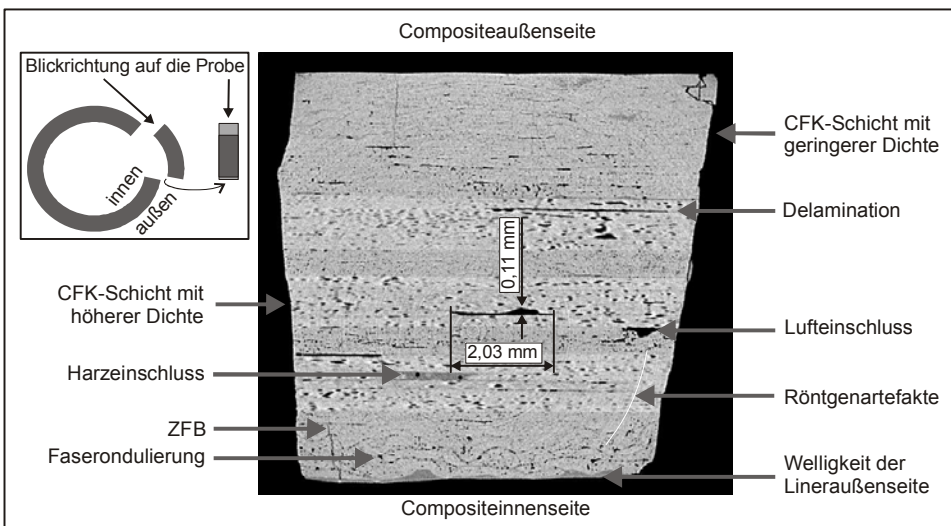 Compositeaußenseite
Blickrichtung auf die Probe
innen
außen
CFK-Schicht mit
geringerer Dichte
Delamination
0,11 mm
CFK-Schicht mit
höherer Dichte
Lufteinschluss
2,03 mm
Harzeinschluss
Röntgenartefakte
ZFB
Faserondulierung
Welligkeit der
Lineraußenseite
Compositeinnenseite